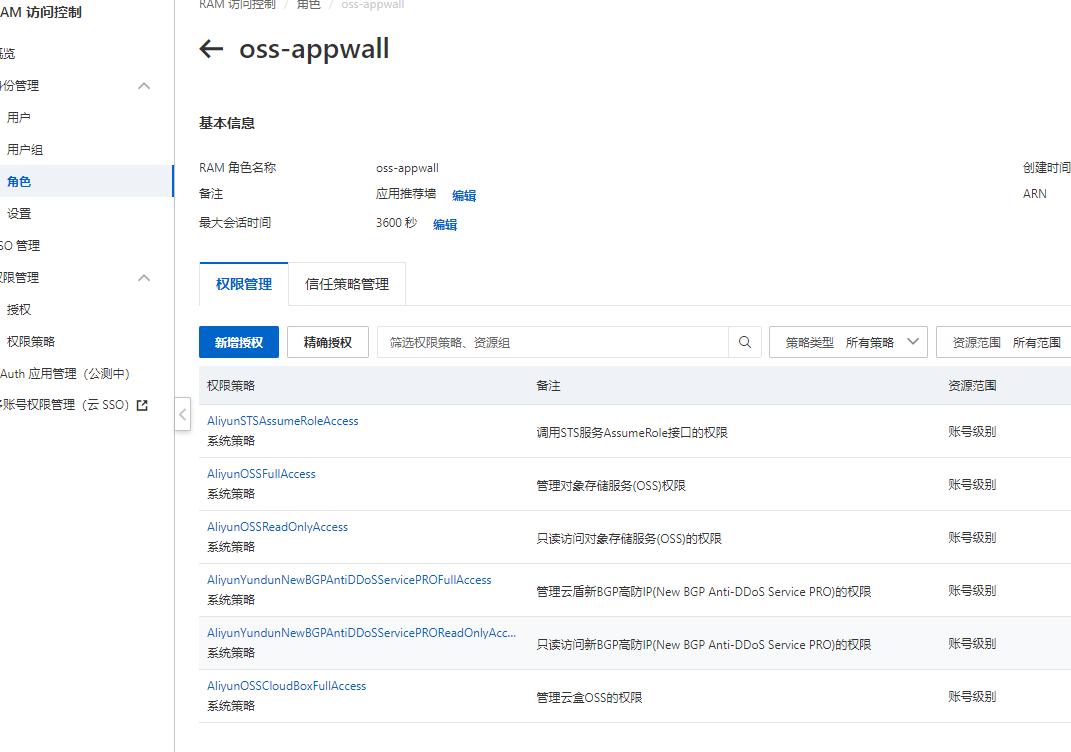 AM 访问控制
RAM 访问控制 / 角色 / oss-appwall
← oss-appwall
览
份管理
用户
用户组
角色
设置
SO 管理
限管理
授权
权限策略
Auth 应用管理（公测中）
账号权限管理（云 SSO）
基本信息
RAM 角色名称 oss-appwall 创建时间
备注 应用推荐墙 编辑 ARN
最大会话时间 3600 秒 编辑
权限管理 信任策略管理
新增授权 精确授权 筛选权限策略、资源组 策略类型 所有策略 资源范围 所有范围
权限策略 备注 资源范围
AliyunSTSAssumeRoleAccess
系统策略 调用STS服务AssumeRole接口的权限 账号级别
AliyunOSSFullAccess
系统策略 管理对象存储服务(OSS)权限 账号级别
AliyunOSSReadOnlyAccess
系统策略 只读访问对象存储服务(OSS)的权限 账号级别
AliyunYundunNewBGPAntiDDoSServicePROFullAccess
系统策略 管理云盾新BGP高防IP(New BGP Anti-DDoS Service PRO)的权限 账号级别
AliyunYundunNewBGPAntiDDoSServicePROReadOnlyAcc...
系统策略 只读访问新BGP高防IP(New BGP Anti-DDoS Service PRO)的权限 账号级别
AliyunOSSCloudBoxFullAccess
系统策略 管理云盒OSS的权限 账号级别